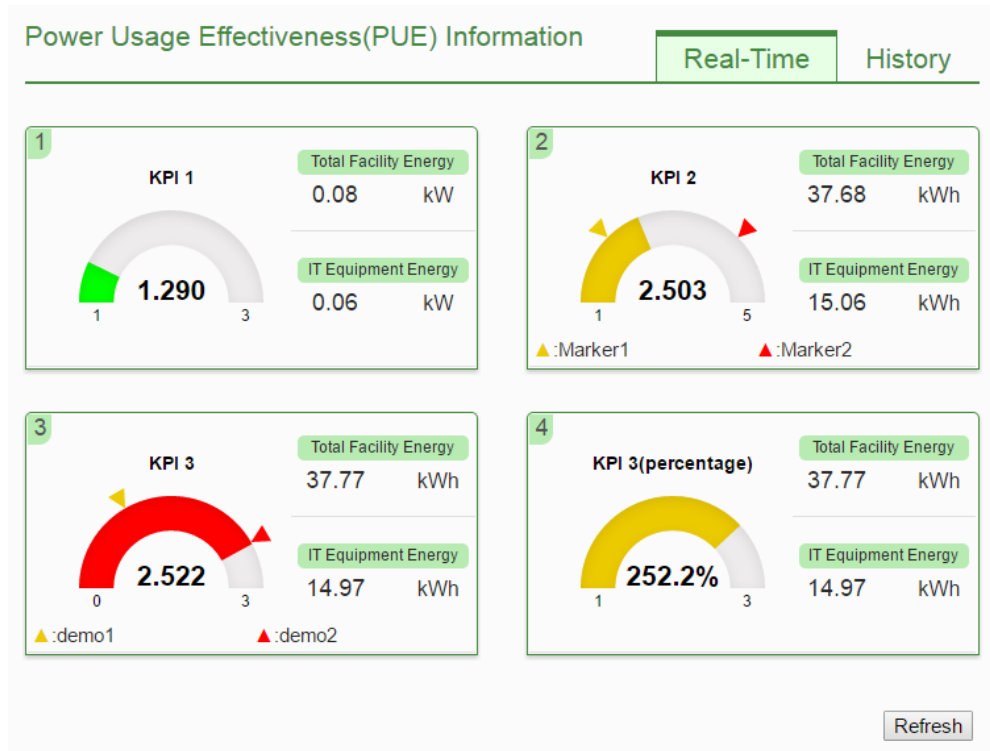 Power Usage Effectiveness(PUE) Information
Real-Time
History
1
KPI 1
1.290
1
3
Total Facility Energy
0.08 kW
IT Equipment Energy
0.06 kW
2
KPI 2
2.503
1
5
Total Facility Energy
37.68 kWh
IT Equipment Energy
15.06 kWh
:Marker1
:Marker2
3
KPI 3
2.522
0
3
Total Facility Energy
37.77 kWh
IT Equipment Energy
14.97 kWh
:demo1
:demo2
4
KPI 3(percentage)
252.2%
1
3
Total Facility Energy
37.77 kWh
IT Equipment Energy
14.97 kWh
Refresh